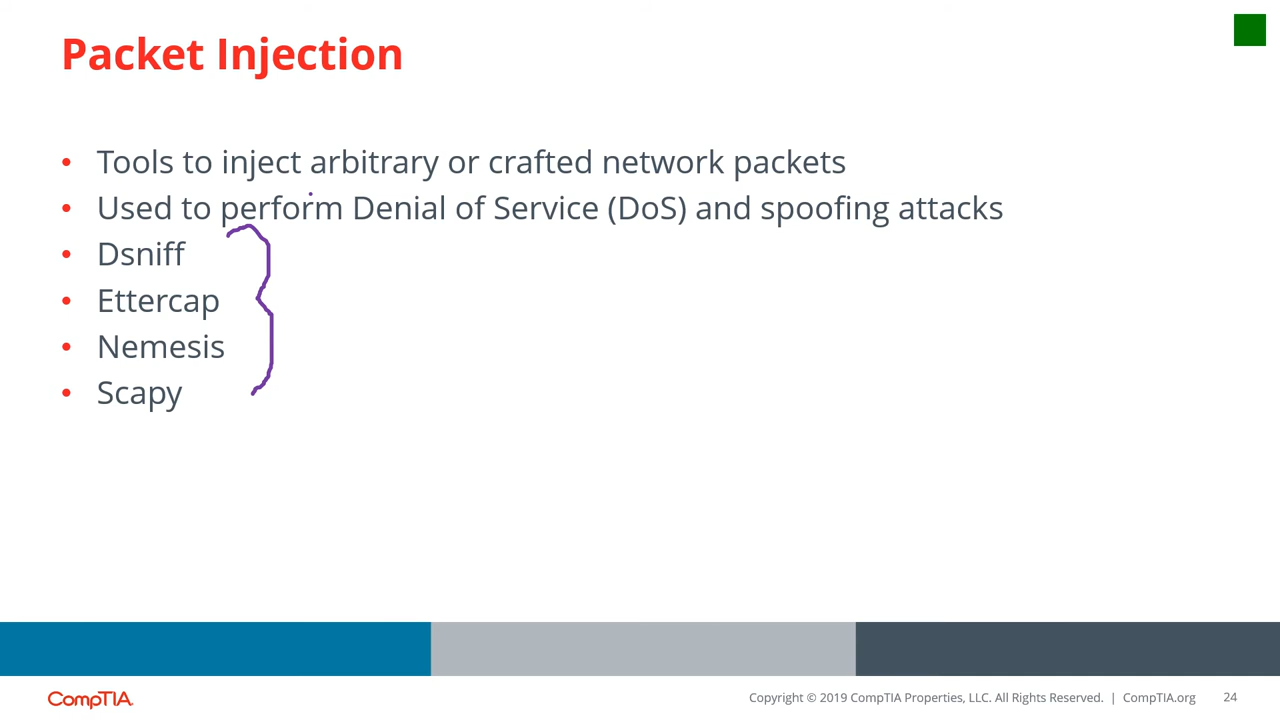 Packet Injection
• Tools to inject arbitrary or crafted network packets
• Used to perform Denial of Service (DoS) and spoofing attacks
• Dsniff
• Ettercap
• Nemesis
• Scapy
CompTIA.
Copyright © 2019 CompTIA Properties, LLC. All Rights Reserved. | CompTIA.org 24